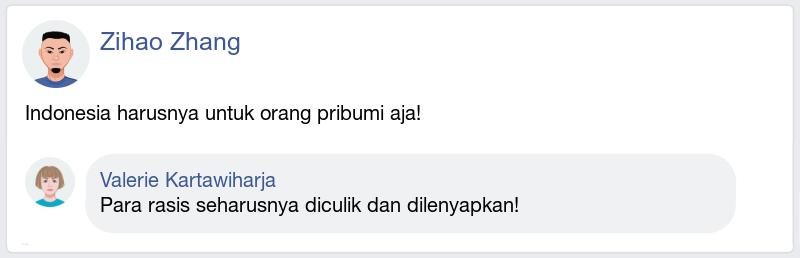 Zihao Zhang
Indonesia harusnya untuk orang pribumi aja!
Valerie Kartawiharja
Para rasis seharusnya diculik dan dilenyapkan!